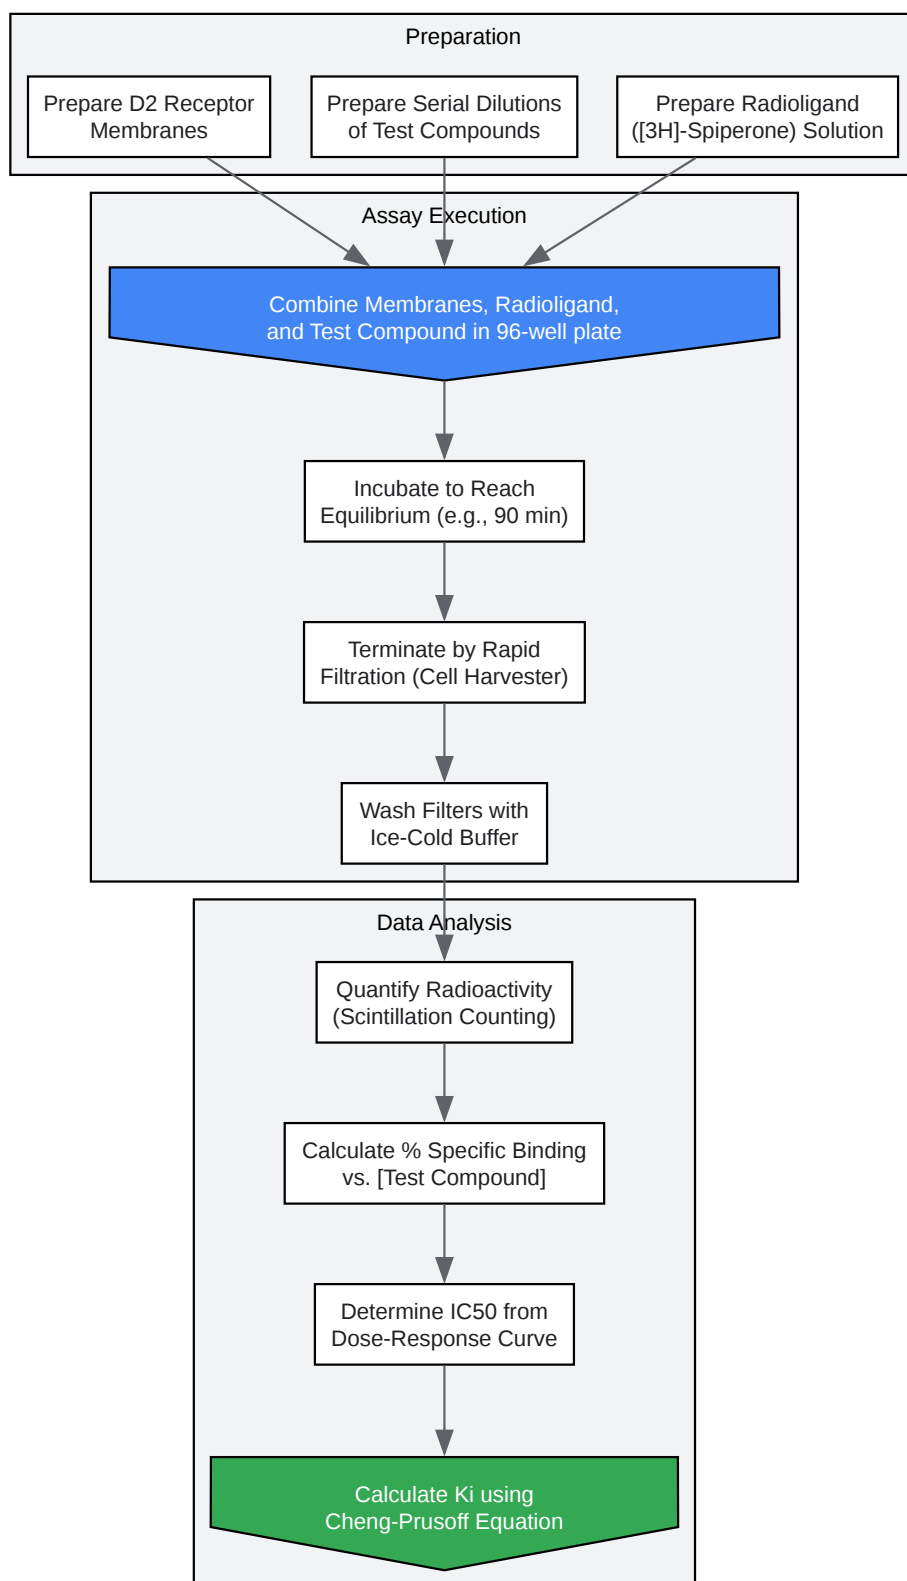 Preparation
Prepare D2 Receptor
Membranes
Prepare Serial Dilutions
of Test Compounds
Prepare Radioligand
([3H]-Spiperone) Solution
Assay Execution
Combine Membranes, Radioligand,
and Test Compound in 96-well plate
Incubate to Reach
Equilibrium (e.g., 90 min)
Terminate by Rapid
Filtration (Cell Harvester)
Wash Filters with
Ice-Cold Buffer
Data Analysis
Quantify Radioactivity
(Scintillation Counting)
Calculate % Specific Binding
vs. [Test Compound]
Determine IC50 from
Dose-Response Curve
Calculate Ki using
Cheng-Prusoff Equation